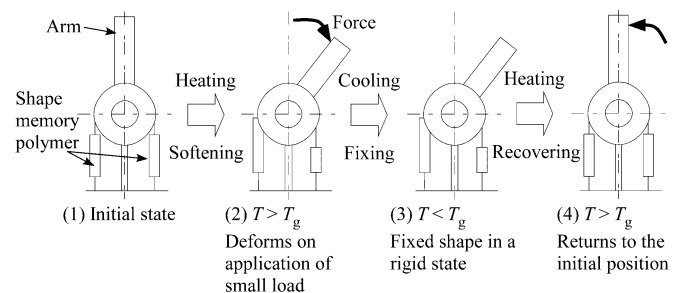 Arm
Shape
memory
polymer
(1) Initial state
Heating
Softening
Force
(2) T > Tg
Deforms on
application of
small load
Cooling
Fixing
(3) T < Tg
Fixed shape in a
rigid state
Heating
Recovering
(4) T > Tg
Returns to the
initial position